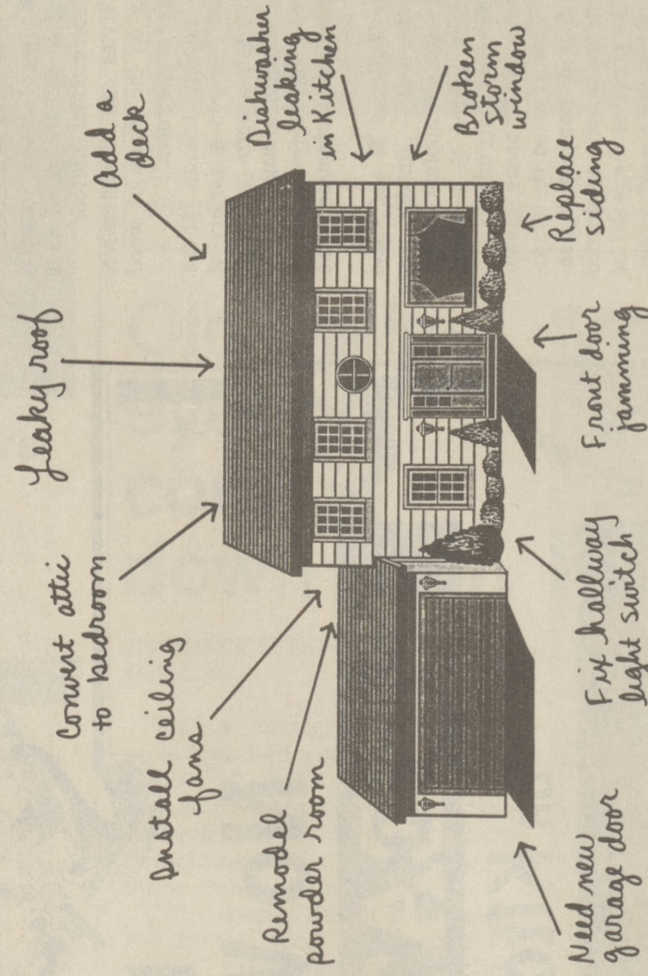 Leaky roof
Convert attic
to bedroom
add a
deck
Install ceiling
fans
Dishwasher
leaking
in Kitchen
Remodel
powder room
Broken
storm
window
Need new
garage door
Fix hallway
light switch
Front door
jamming
Replace
siding